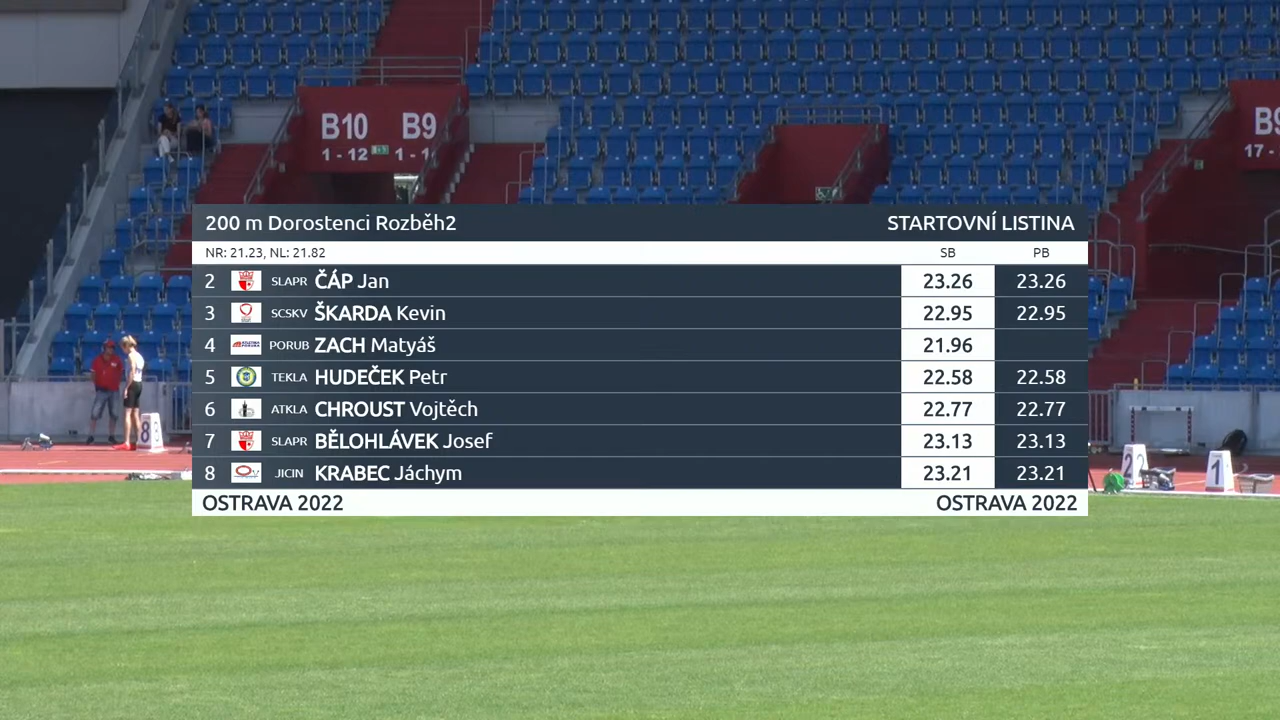 B10 B9
1 - 12 1 - 1
B9
17 -
200 m Dorostenci Rozběh2 STARTOVNÍ LISTINA
NR: 21.23, NL: 21.82 SB PB
2 SLAPR ČÁP Jan 23.26 23.26
3 SCSKV ŠKARDA Kevin 22.95 22.95
4 PORUB ZACH Matyáš 21.96
5 TEKLA HUDEČEK Petr 22.58 22.58
6 ATKLA CHROUST Vojtěch 22.77 22.77
7 SLAPR BĚLOHLÁVEK Josef 23.13 23.13
8 JICIN KRABEC Jáchym 23.21 23.21
OSTRAVA 2022 OSTRAVA 2022
8
2
1